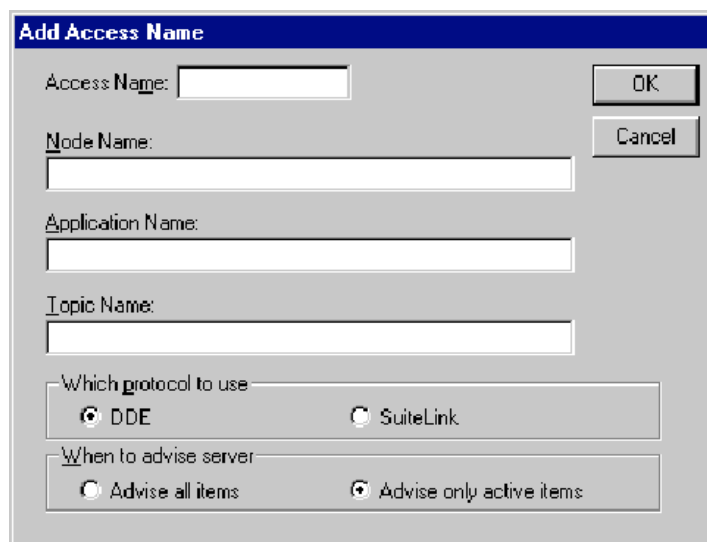 Add Access Name
Access Name:
OK
Cancel
Node Name:
Application Name:
Topic Name:
Which protocol to use
DDE SuiteLink
When to advise server
Advise all items Advise only active items